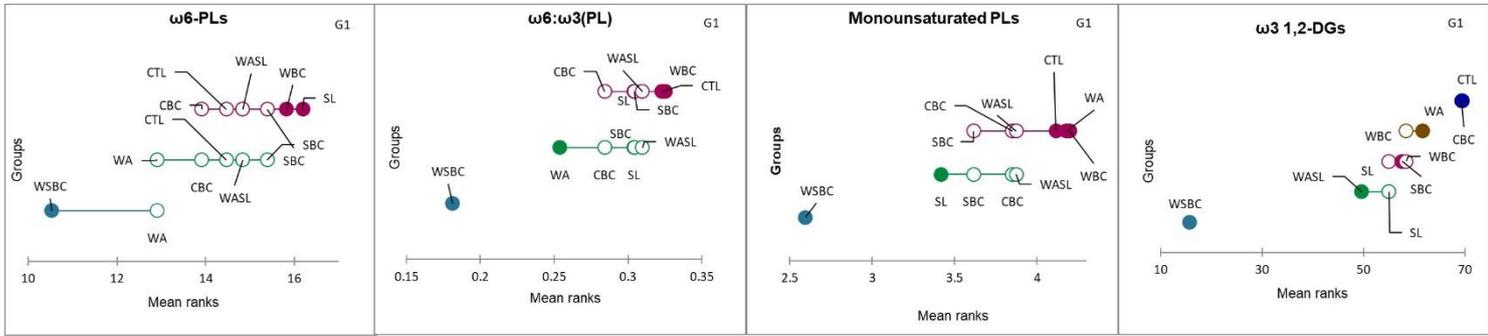 ω6-PLs
G1
WASL
CTL
WBC
SL
CBC
CTL
SBC
WA
SBC
CBC
WASL
WSBC
WA
Groups
10 12 14 16
Mean ranks
ω6:ω3(PL)
G1
WASL
CBC
WBC
CTL
SL
SBC
SBC
WASL
WA CBC SL
WSBC
Groups
0.15 0.2 0.25 0.3 0.35
Mean ranks
Monounsaturated PLs
G1
CTL
CBC
WASL
WA
SBC
WBC
WASL
SL SBC CBC
WSBC
Groups
2.5 3 3.5 4
Mean ranks
ω3 1,2-DGs
G1
CTL
WA
WBC
CBC
WBC
SL
SBC
WASL
SL
WSBC
Groups
10 30 50 70
Mean ranks